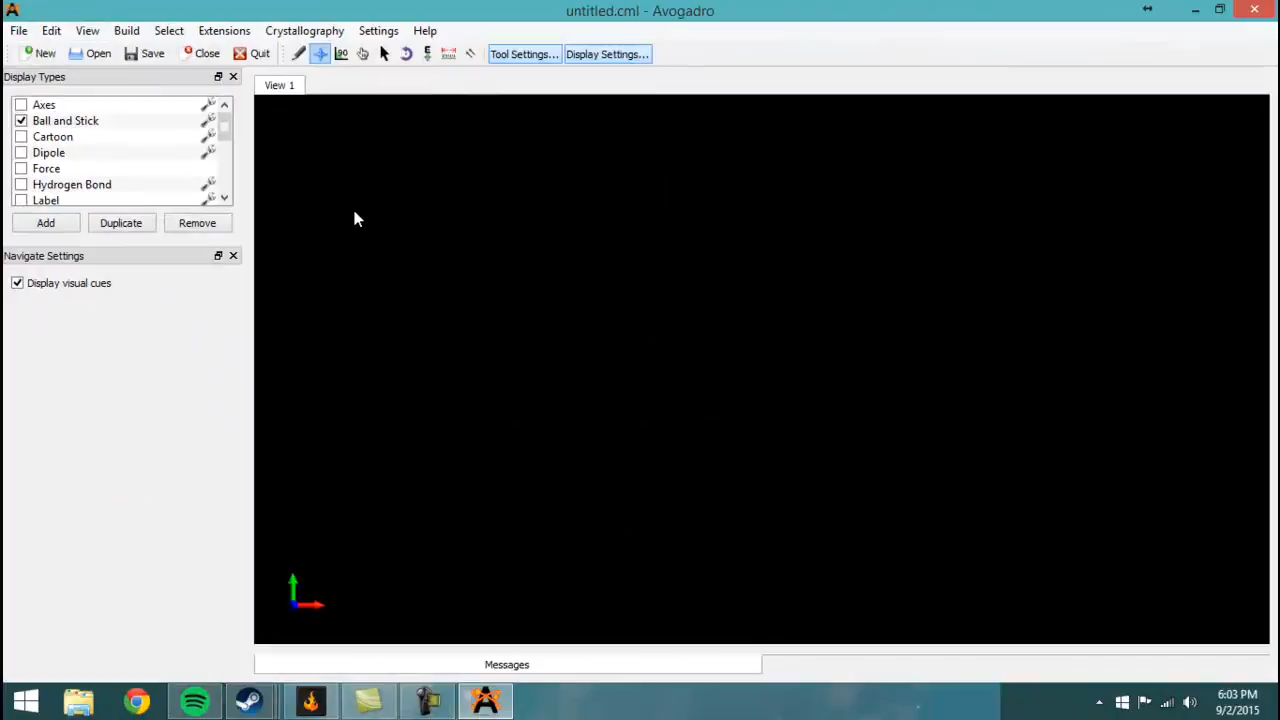 untitled.cml - Avogadro
File Edit View Build Select Extensions Crystallography Settings Help
New Open Save Close Quit Tool Settings... Display Settings...
Display Types
View 1
Axes
Ball and Stick
Cartoon
Dipole
Force
Hydrogen Bond
Label
Add Duplicate Remove
Navigate Settings
Display visual cues
Messages
6:03 PM
9/2/2015